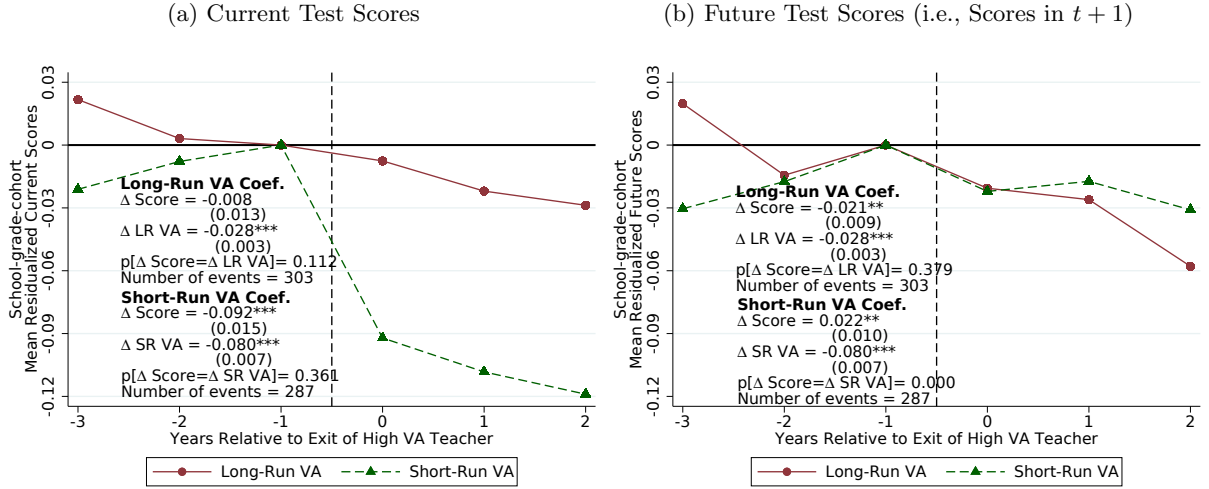 (a) Current Test Scores
School-grade-cohort
Mean Residualized Current Scores
0.03
0
-0.03
-0.06
-0.09
-0.12
Long-Run VA Coef.
Δ Score = -0.008
(0.013)
Δ LR VA = -0.028***
(0.003)
p[Δ Score=Δ LR VA]= 0.112
Number of events = 303
Short-Run VA Coef.
Δ Score = -0.092***
(0.015)
Δ SR VA = -0.080***
(0.007)
p[Δ Score=Δ SR VA]= 0.361
Number of events = 287
-3 -2 -1 0 1 2
Years Relative to Exit of High VA Teacher
Long-Run VA Short-Run VA
(b) Future Test Scores (i.e., Scores in t + 1)
School-grade-cohort
Mean Residualized Future Scores
0.03
0
-0.03
-0.06
-0.09
-0.12
Long-Run VA Coef.
Δ Score = -0.021**
(0.009)
Δ LR VA = -0.028***
(0.003)
p[Δ Score=Δ LR VA]= 0.379
Number of events = 303
Short-Run VA Coef.
Δ Score = 0.022**
(0.010)
Δ SR VA = -0.080***
(0.007)
p[Δ Score=Δ SR VA]= 0.000
Number of events = 287
-3 -2 -1 0 1 2
Years Relative to Exit of High VA Teacher
Long-Run VA Short-Run VA